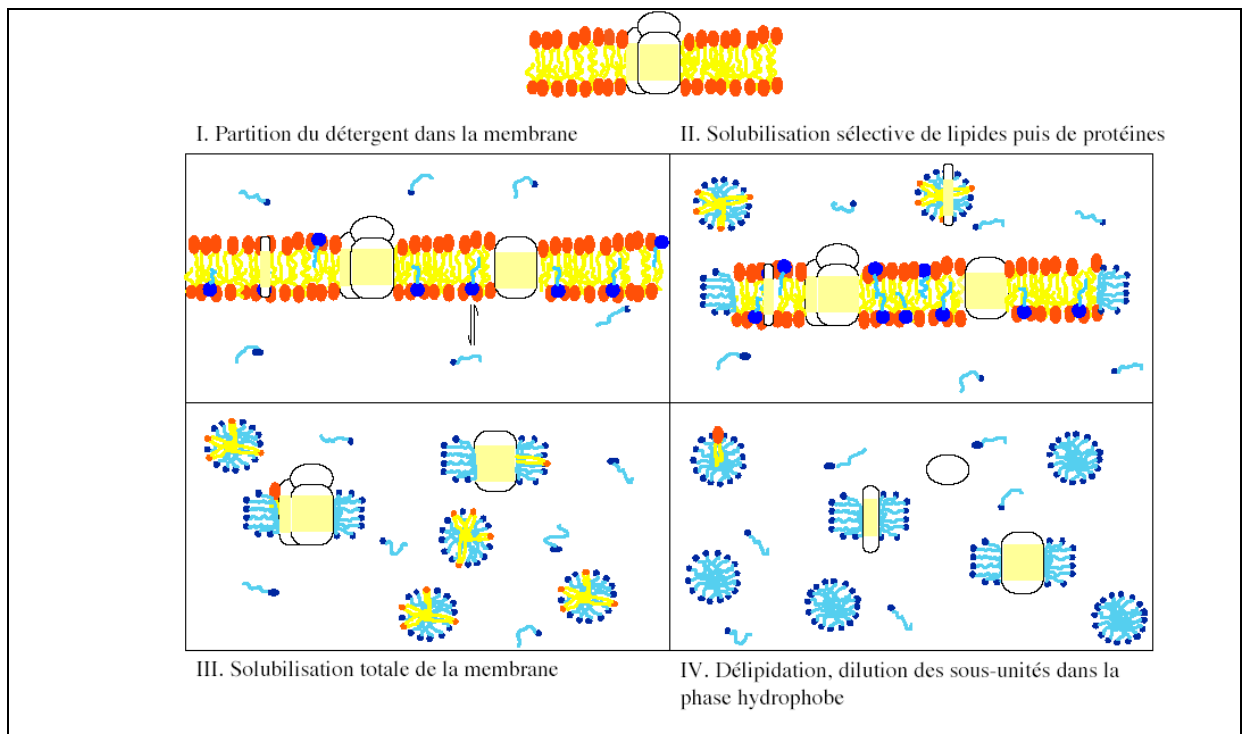 I. Partition du détergent dans la membrane
II. Solubilisation sélective de lipides puis de protéines
III. Solubilisation totale de la membrane
IV. Délipidation, dilution des sous-unités dans la
phase hydrophobe